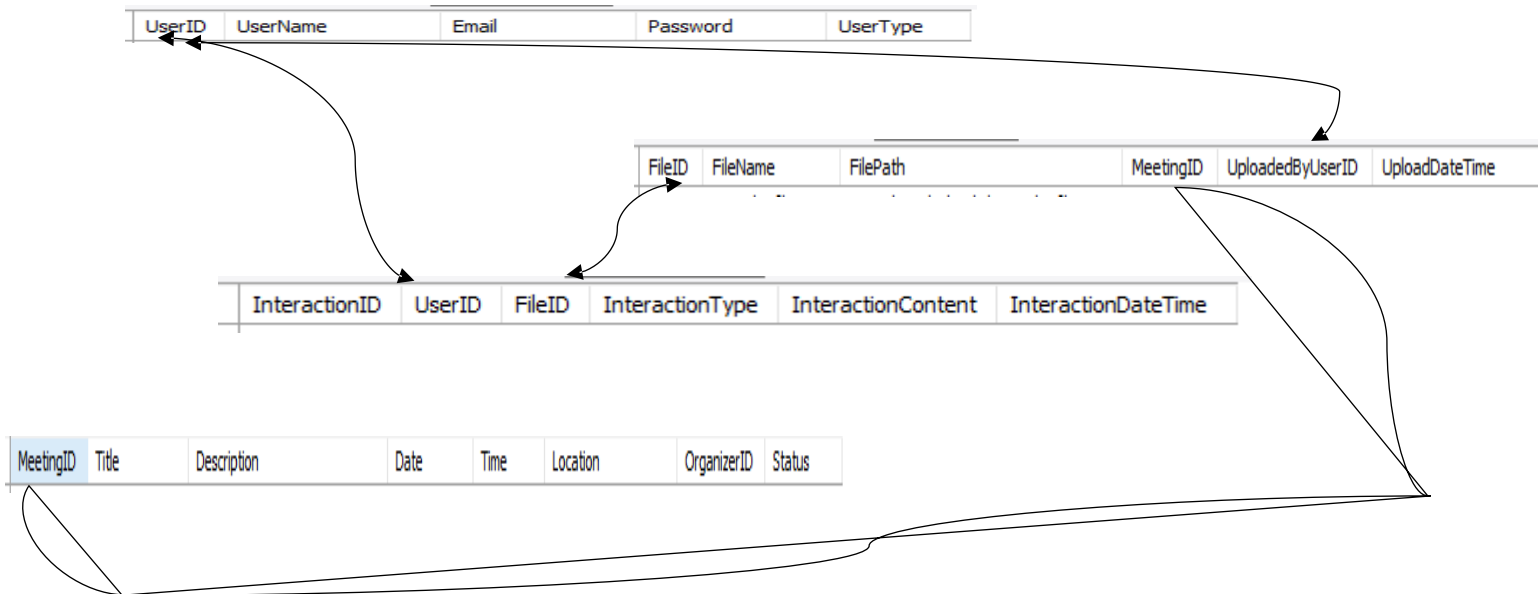 UserID UserName Email Password UserType
FileID FileName FilePath MeetingID UploadedByUserID UploadDateTime
InteractionID UserID FileID InteractionType InteractionContent InteractionDateTime
MeetingID Title Description Date Time Location OrganizerID Status